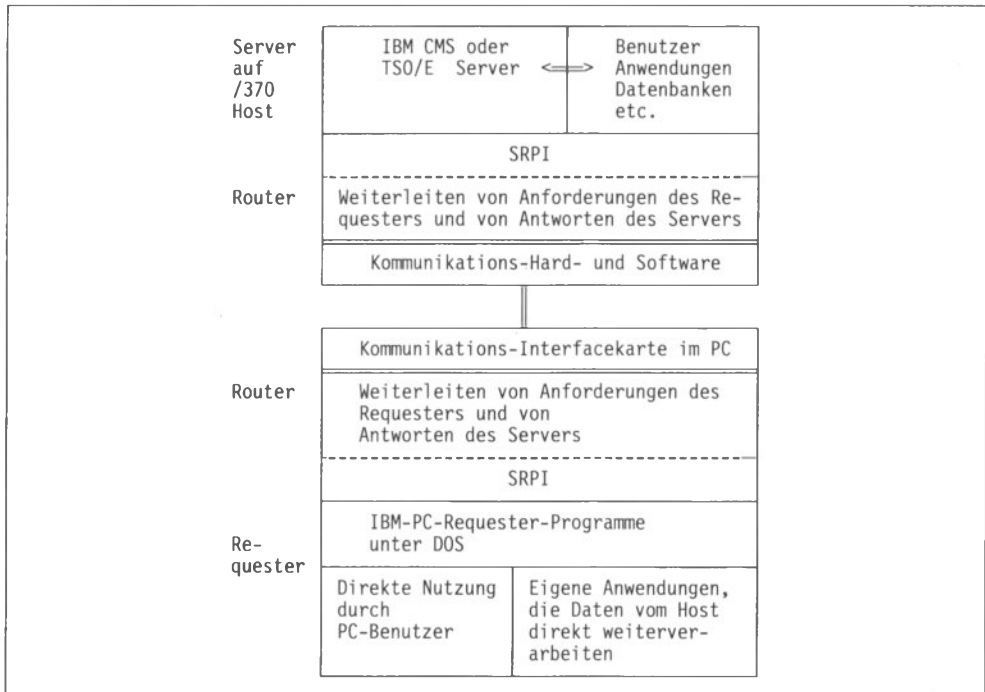 Server
auf
/370
Host
IBM CMS oder
TSO/E Server <==>
Benutzer
Anwendungen
Datenbanken
etc.
SRPI
Router
Weiterleiten von Anforderungen des Re-
questers und von Antworten des Servers
Kommunikations-Hard- und Software
Kommunikations-Interfacekarte im PC
Router
Weiterleiten von Anforderungen des
Requesters und von
Antworten des Servers
SRPI
Re-
quester
IBM-PC-Requester-Programme
unter DOS
Direkte Nutzung
durch
PC-Benutzer
Eigene Anwendungen,
die Daten vom Host
direkt weiterver-
arbeiten